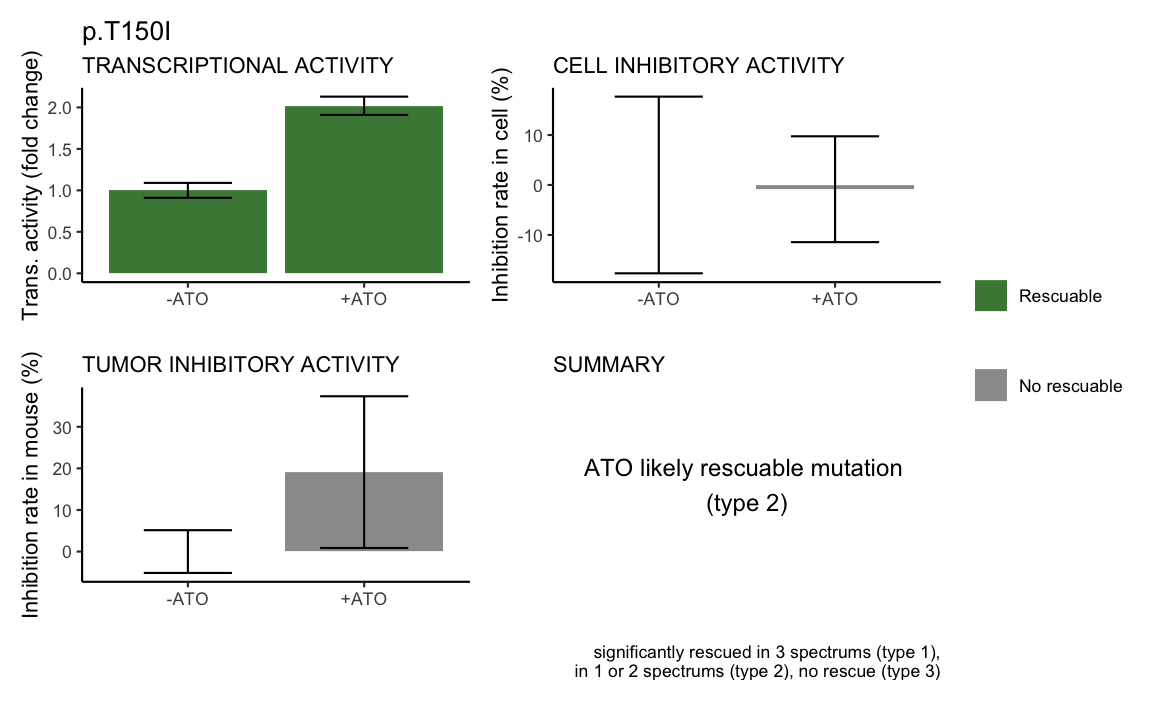 p.T150I
TRANSCRIPTIONAL ACTIVITY
Trans. activity (fold change)
2.0
1.5
1.0
0.5
0.0
-ATO
+ATO
CELL INHIBITORY ACTIVITY
Inhibition rate in cell (%)
10
0
-10
-ATO
+ATO
Rescuable
No rescuable
TUMOR INHIBITORY ACTIVITY
Inhibition rate in mouse (%)
30
20
10
0
-ATO
+ATO
SUMMARY
ATO likely rescuable mutation
(type 2)
significantly rescued in 3 spectrums (type 1),
in 1 or 2 spectrums (type 2), no rescue (type 3)